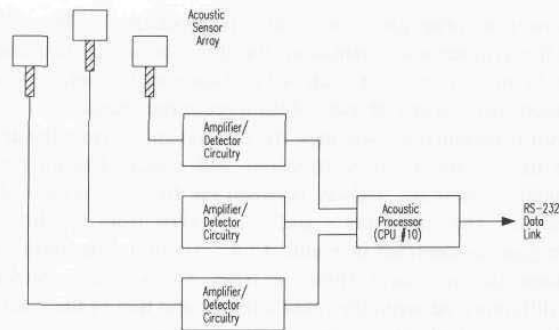 Acoustic
Sensor
Array
Amplifier/
Detector
Circuitry
Amplifier/
Detector
Circuitry
Acoustic
Processor
(CPU #10)
RS-232
Data
Link
Amplifier/
Detector
Circuitry